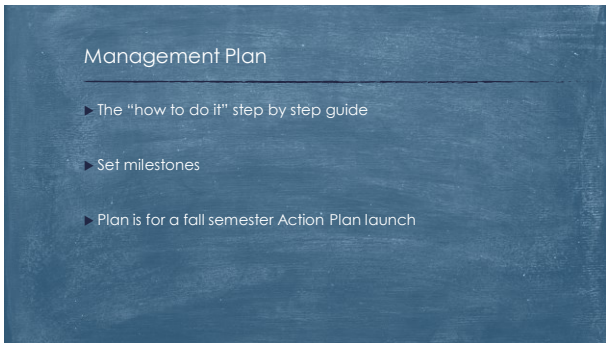 Management Plan
The “how to do it” step by step guide
Set milestones
Plan is for a fall semester Action Plan launch